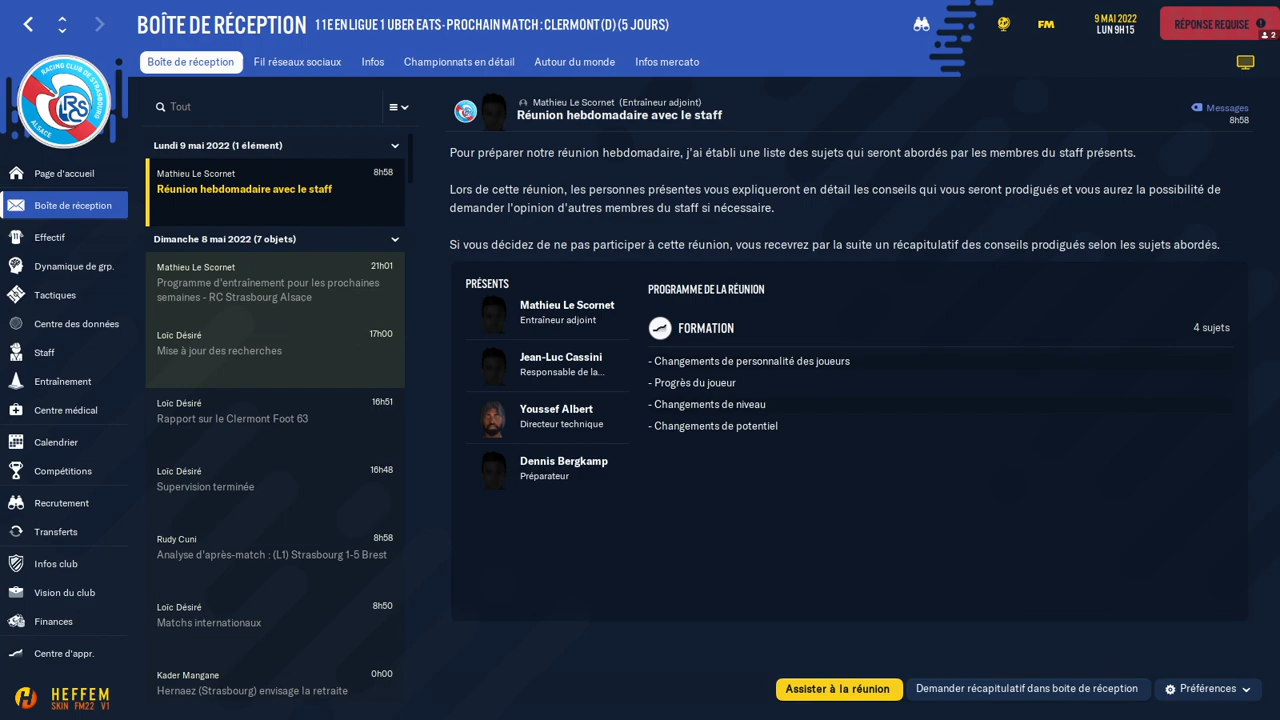 BOÎTE DE RÉCEPTION
11E EN LIGUE 1 UBER EATS - PROCHAIN MATCH : CLERMONT (D) (5 JOURS)
FM
9 MAI 2022
LUN 9H15
RÉPONSE REQUISE
2
Boîte de réception
Fil réseaux sociaux
Infos
Championnats en détail
Autour du monde
Infos mercato
RACING CLUB DE STRASBOURG
RCS
ALSACE
Page d'accueil
Boîte de réception
Effectif
Dynamique de grp.
Tactiques
Centre des données
Staff
Entraînement
Centre médical
Calendrier
Compétitions
Recrutement
Transferts
Infos club
Vision du club
Finances
Centre d'appr.
HEFFEM
SKIN FM22 V1
Tout
Lundi 9 mai 2022 (1 élément)
Mathieu Le Scornet 8h58
Réunion hebdomadaire avec le staff
Dimanche 8 mai 2022 (7 objets)
Mathieu Le Scornet 21h01
Programme d'entraînement pour les prochaines
semaines - RC Strasbourg Alsace
Loïc Désiré 17h00
Mise à jour des recherches
Loïc Désiré 16h51
Rapport sur le Clermont Foot 63
Loïc Désiré 16h48
Supervision terminée
Rudy Cuni 8h58
Analyse d'après-match : (L1) Strasbourg 1-5 Brest
Loïc Désiré 8h50
Matchs internationaux
Kader Mangane 0h00
Hernaez (Strasbourg) envisage la retraite
Mathieu Le Scornet (Entraîneur adjoint)
Réunion hebdomadaire avec le staff
Messages
8h58
Pour préparer notre réunion hebdomadaire, j'ai établi une liste des sujets qui seront abordés par les membres du staff présents.
Lors de cette réunion, les personnes présentes vous expliqueront en détail les conseils qui vous seront prodigués et vous aurez la possibilité de
demander l'opinion d'autres membres du staff si nécessaire.
Si vous décidez de ne pas participer à cette réunion, vous recevrez par la suite un récapitulatif des conseils prodigués selon les sujets abordés.
PRÉSENTS
Mathieu Le Scornet
Entraîneur adjoint
Jean-Luc Cassini
Responsable de la...
Youssef Albert
Directeur technique
Dennis Bergkamp
Préparateur
PROGRAMME DE LA RÉUNION
FORMATION 4 sujets
- Changements de personnalité des joueurs
- Progrès du joueur
- Changements de niveau
- Changements de potentiel
Assister à la réunion
Demander récapitulatif dans boite de réception
Préférences